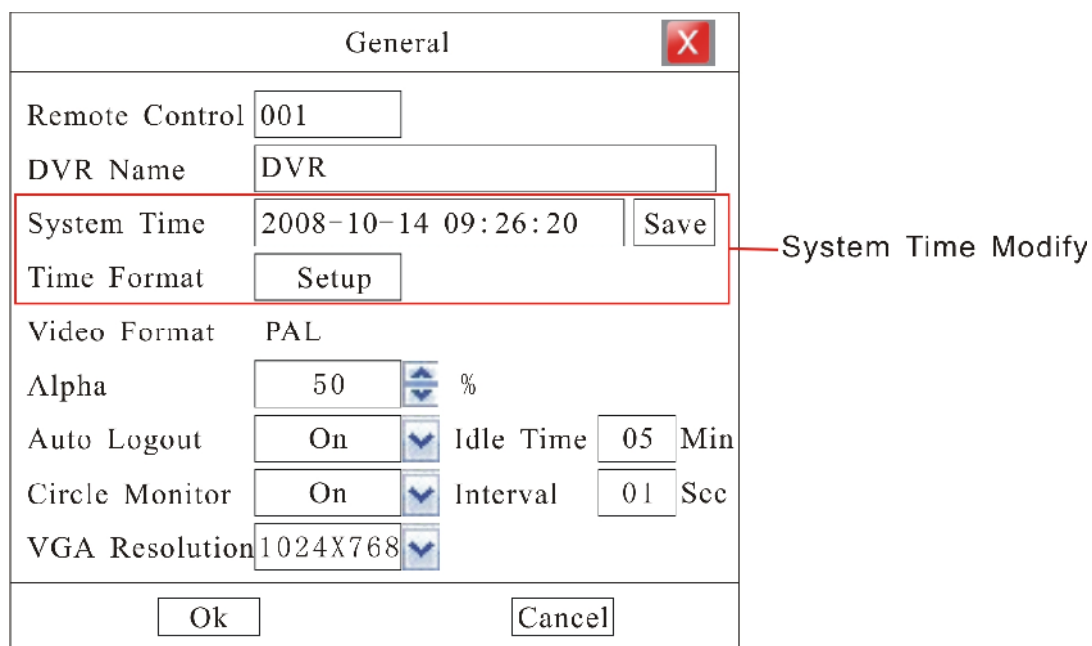 General X
Remote Control 001
DVR Name DVR
System Time 2008-10-14 09:26:20 Save
System Time Modify
Time Format Setup
Video Format PAL
Alpha 50 %
Auto Logout On Idle Time 05 Min
Circle Monitor On Interval 01 Sec
VGA Resolution 1024X768
Ok Cancel